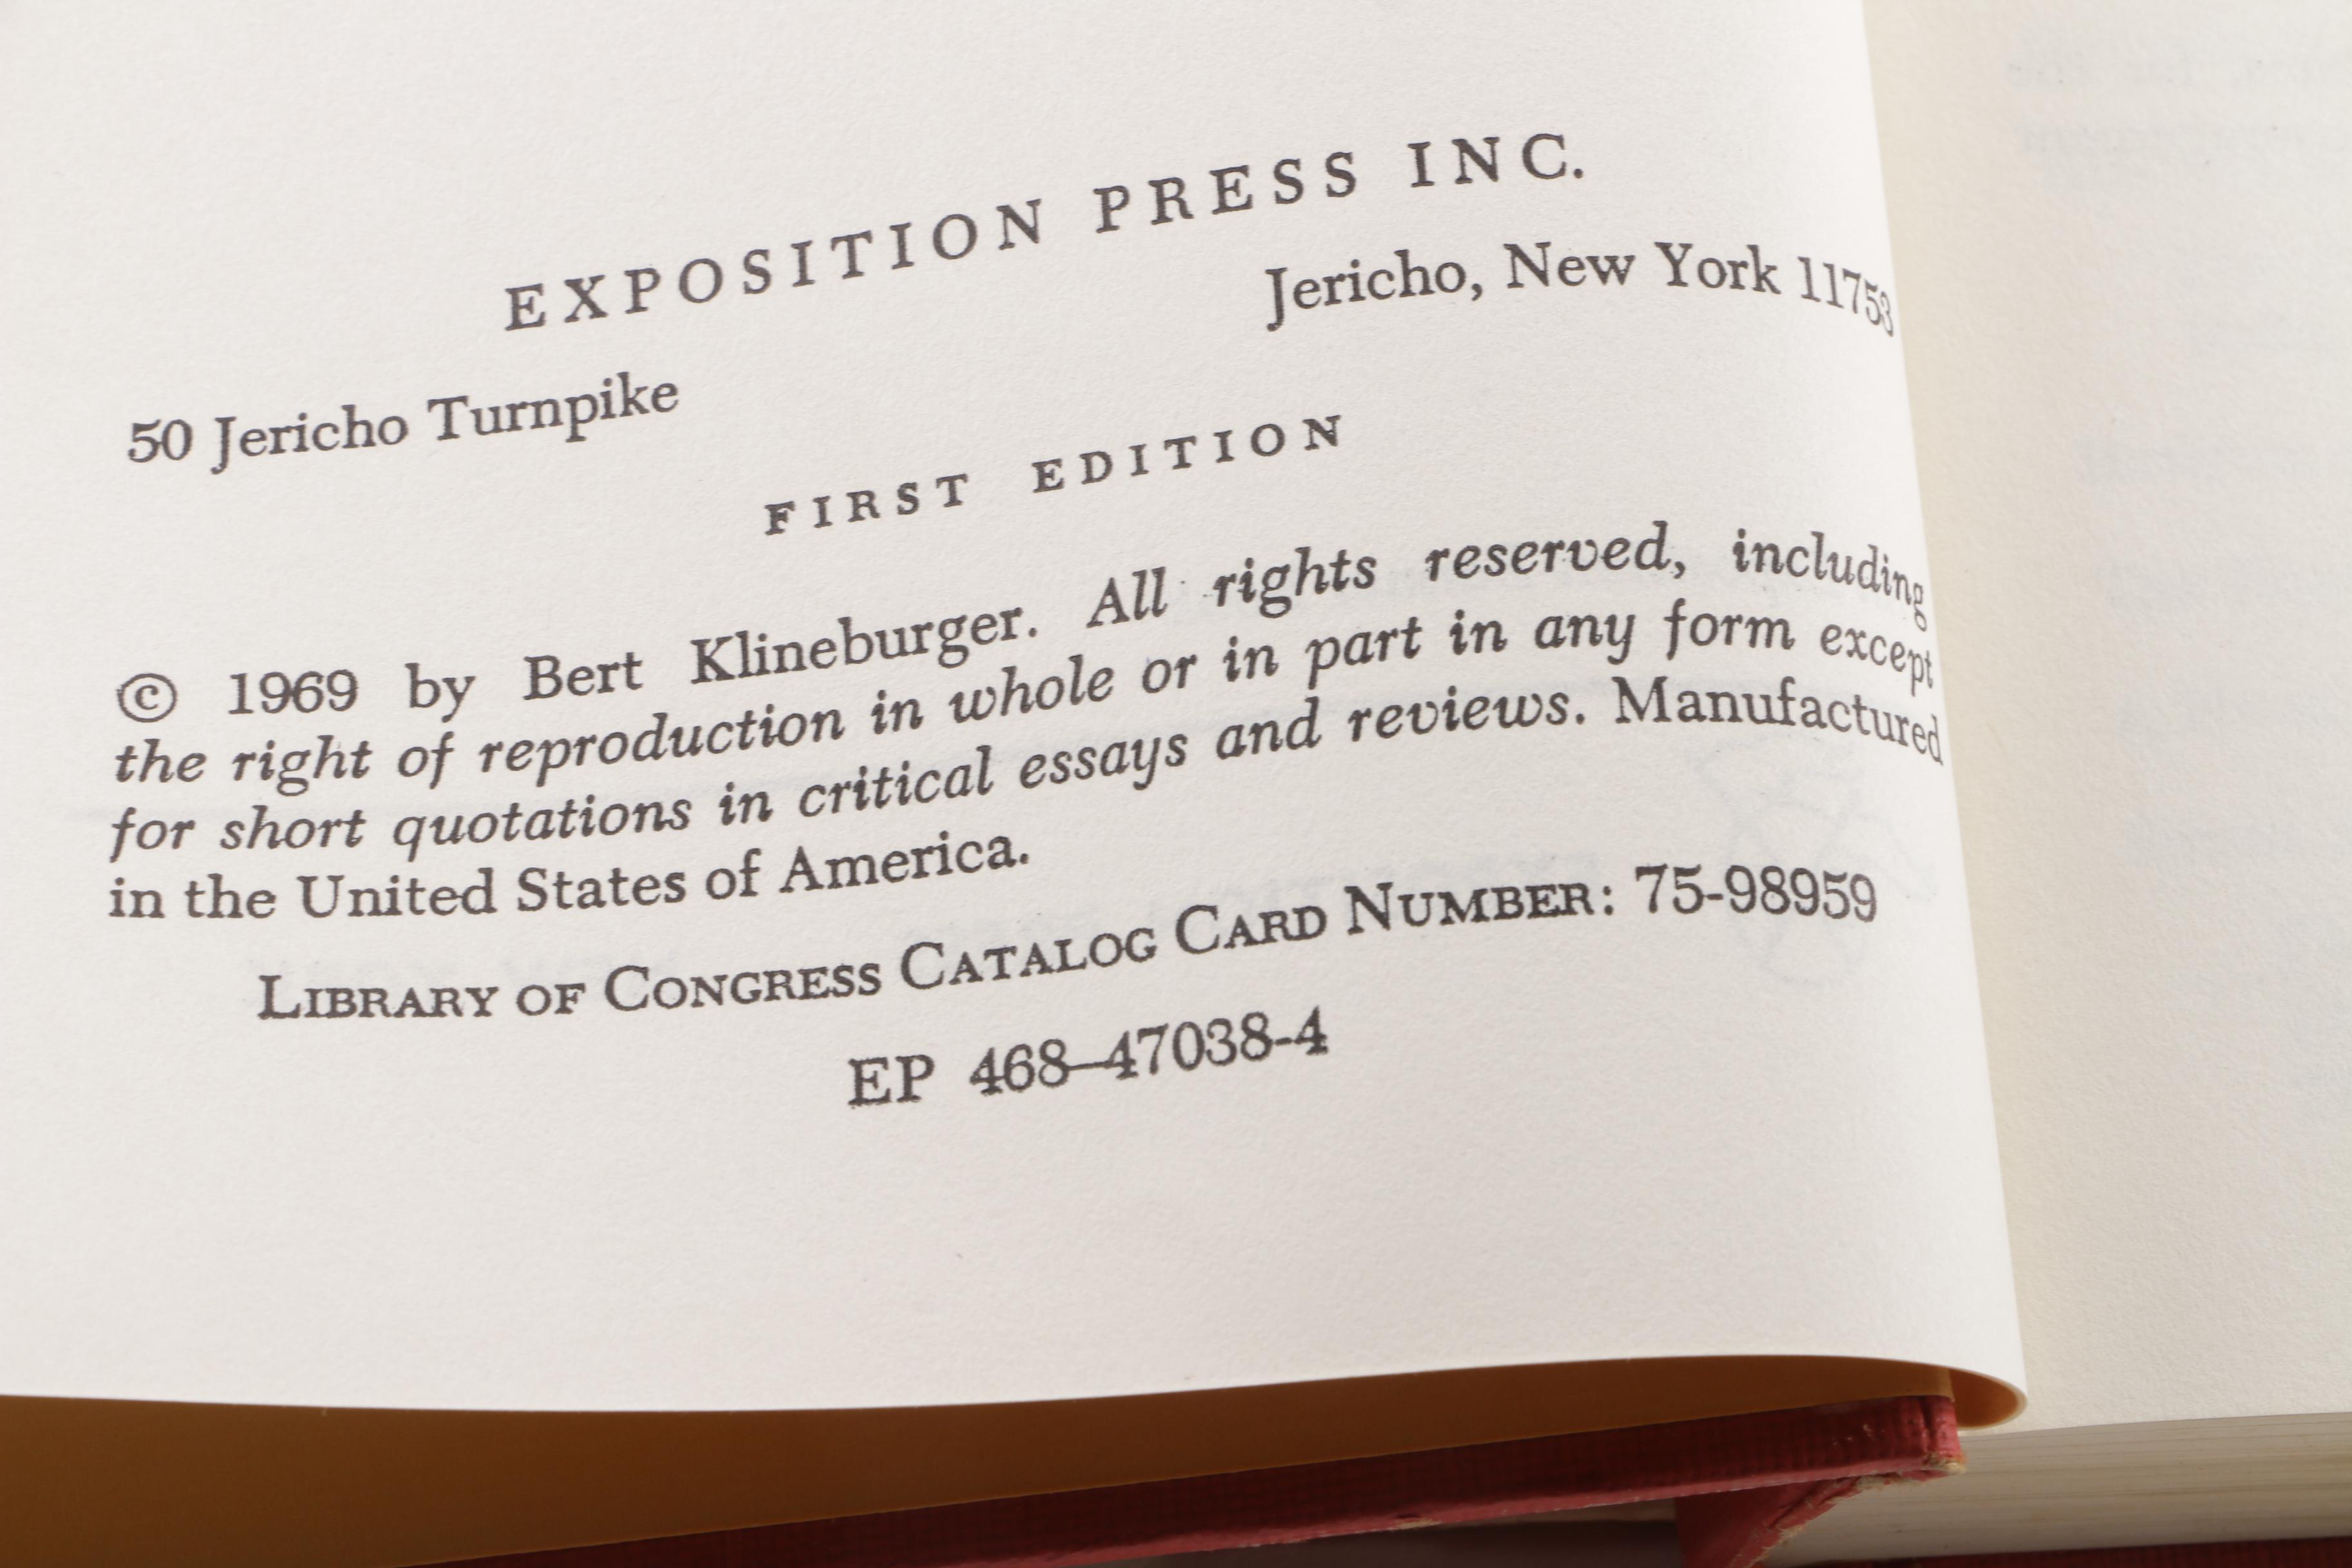 EXPOSITION PRESS INC.
50 Jericho Turnpike Jericho, New York 11753
FIRST EDITION
© 1969 by Bert Klineburger. All rights reserved, including
the right of reproduction in whole or in part in any form except
for short quotations in critical essays and reviews. Manufactured
in the United States of America.
LIBRARY OF CONGRESS CATALOG CARD NUMBER: 75-98959
EP 468–47038-4